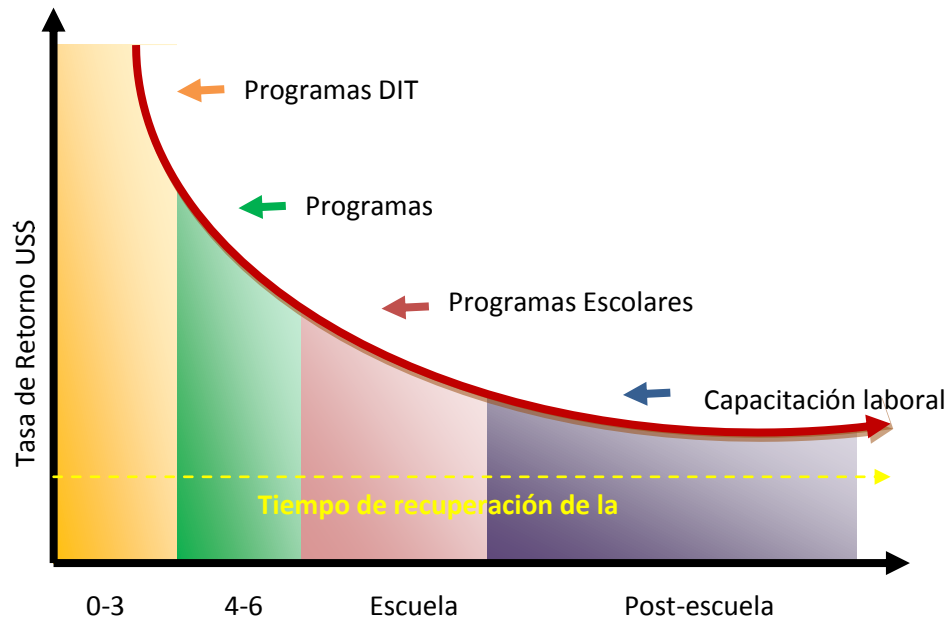 Programas DIT
Programas
Programas Escolares
Capacitación laboral
Tasa de Retorno US$
Tiempo de recuperación de la
0-3 4-6 Escuela Post-escuela